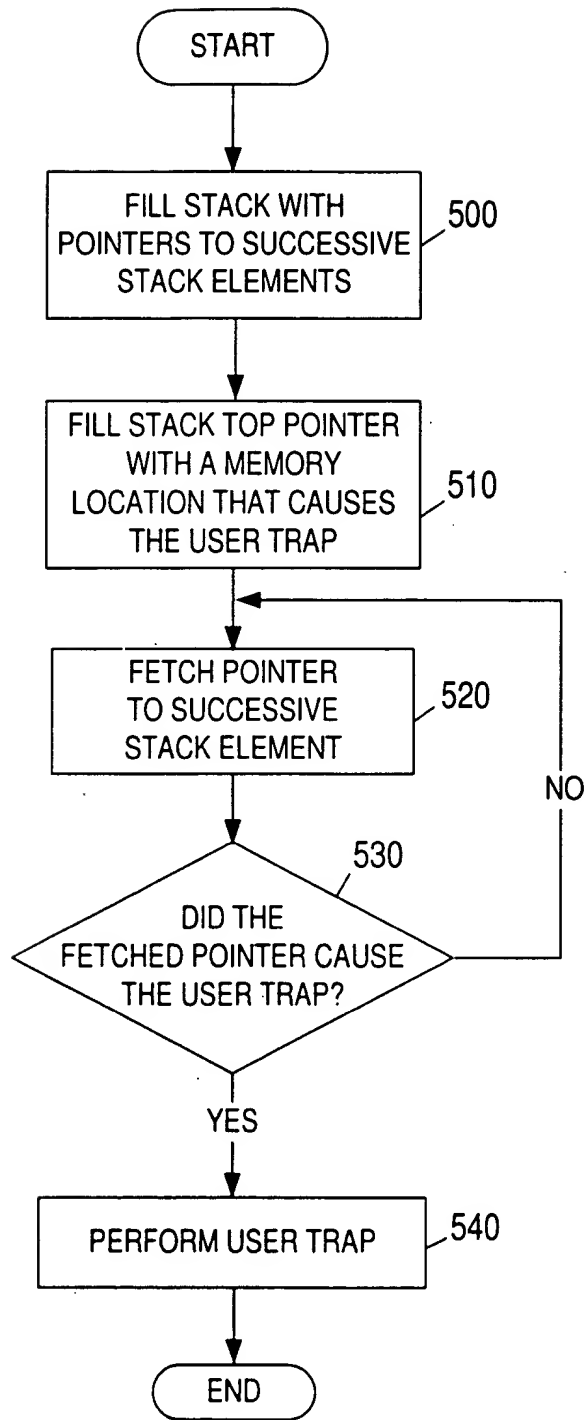 START
FILL STACK WITH
POINTERS TO SUCCESSIVE
STACK ELEMENTS
500
FILL STACK TOP POINTER
WITH A MEMORY
LOCATION THAT CAUSES
THE USER TRAP
510
FETCH POINTER
TO SUCCESSIVE
STACK ELEMENT
520
NO
530
DID THE
FETCHED POINTER CAUSE
THE USER TRAP?
YES
PERFORM USER TRAP
540
END